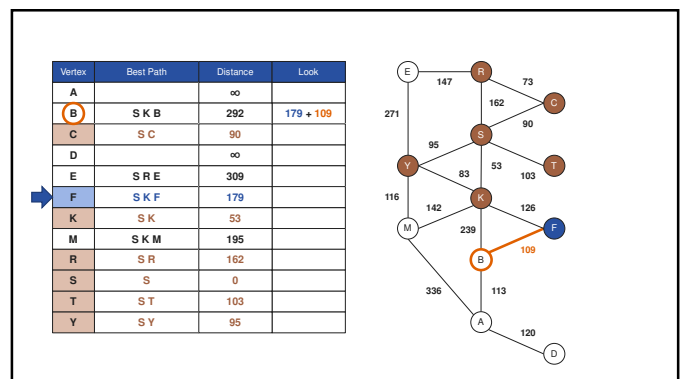 Vertex Best Path Distance Look
A ∞
B S K B 292 179 + 109
C S C 90
D ∞
E S R E 309
F S K F 179
K S K 53
M S K M 195
R S R 162
S S 0
T S T 103
Y S Y 95
E R
147 73
271 162 C
90
95 S
Y 53 103 T
83
116 142 K 126
M 239 F
109
B
336 113
A
120
D